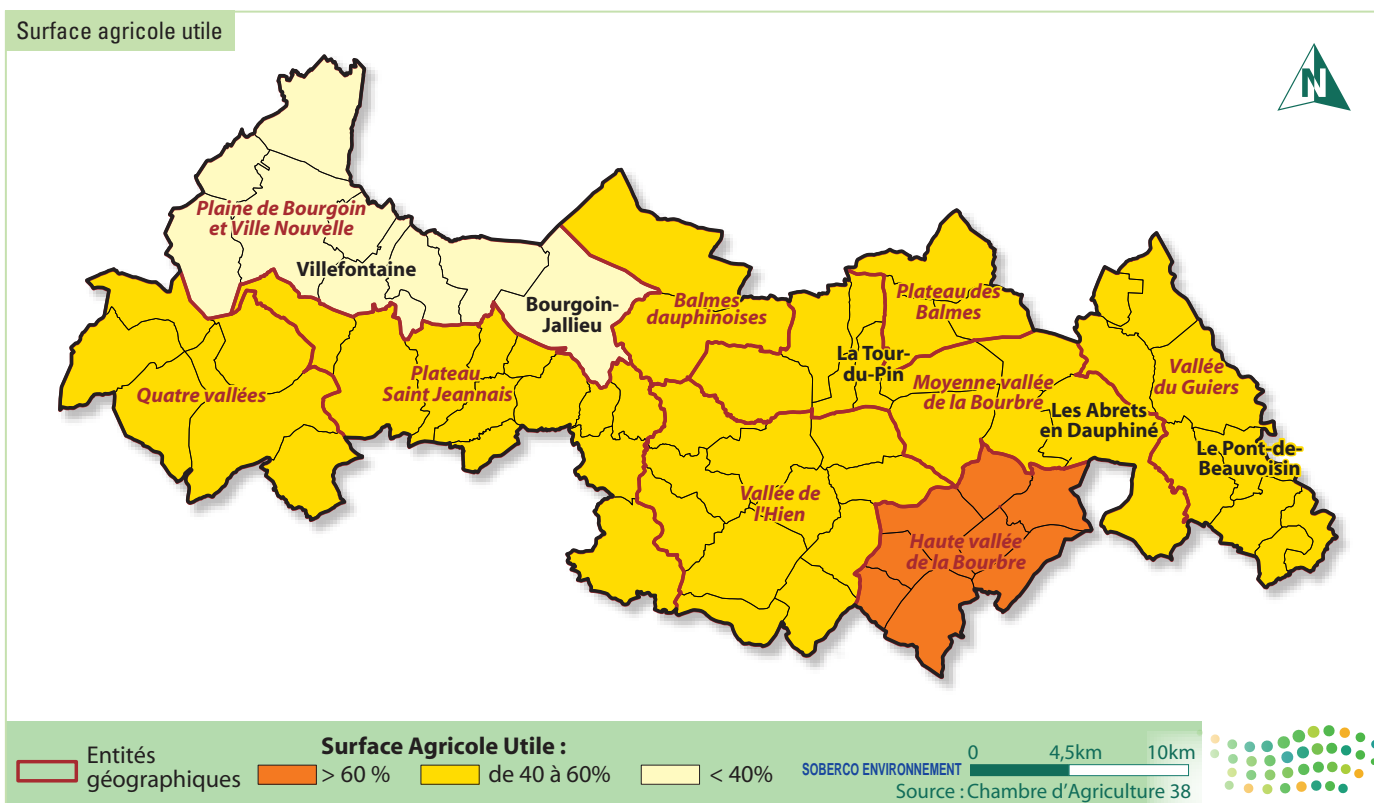 Surface agricole utile
N
Plaine de Bourgoin
et Ville Nouvelle
Villefontaine
Bourgoin-
Jallieu
Balmes
dauphinoises
Plateau des
Balmes
La Tour-
du-Pin
Quatre vallées
Plateau
Saint Jeannais
Moyenne vallée
de la Bourbre
Vallée
du Guiers
Les Abrets
en Dauphiné
Le Pont-de-
Beauvoisin
Vallée de
l'Hien
Haute vallée
de la Bourbre
Entités
géographiques
Surface Agricole Utile :
> 60 %
de 40 à 60%
< 40%
SOBERCO ENVIRONNEMENT
0 4,5km 10km
Source : Chambre d'Agriculture 38